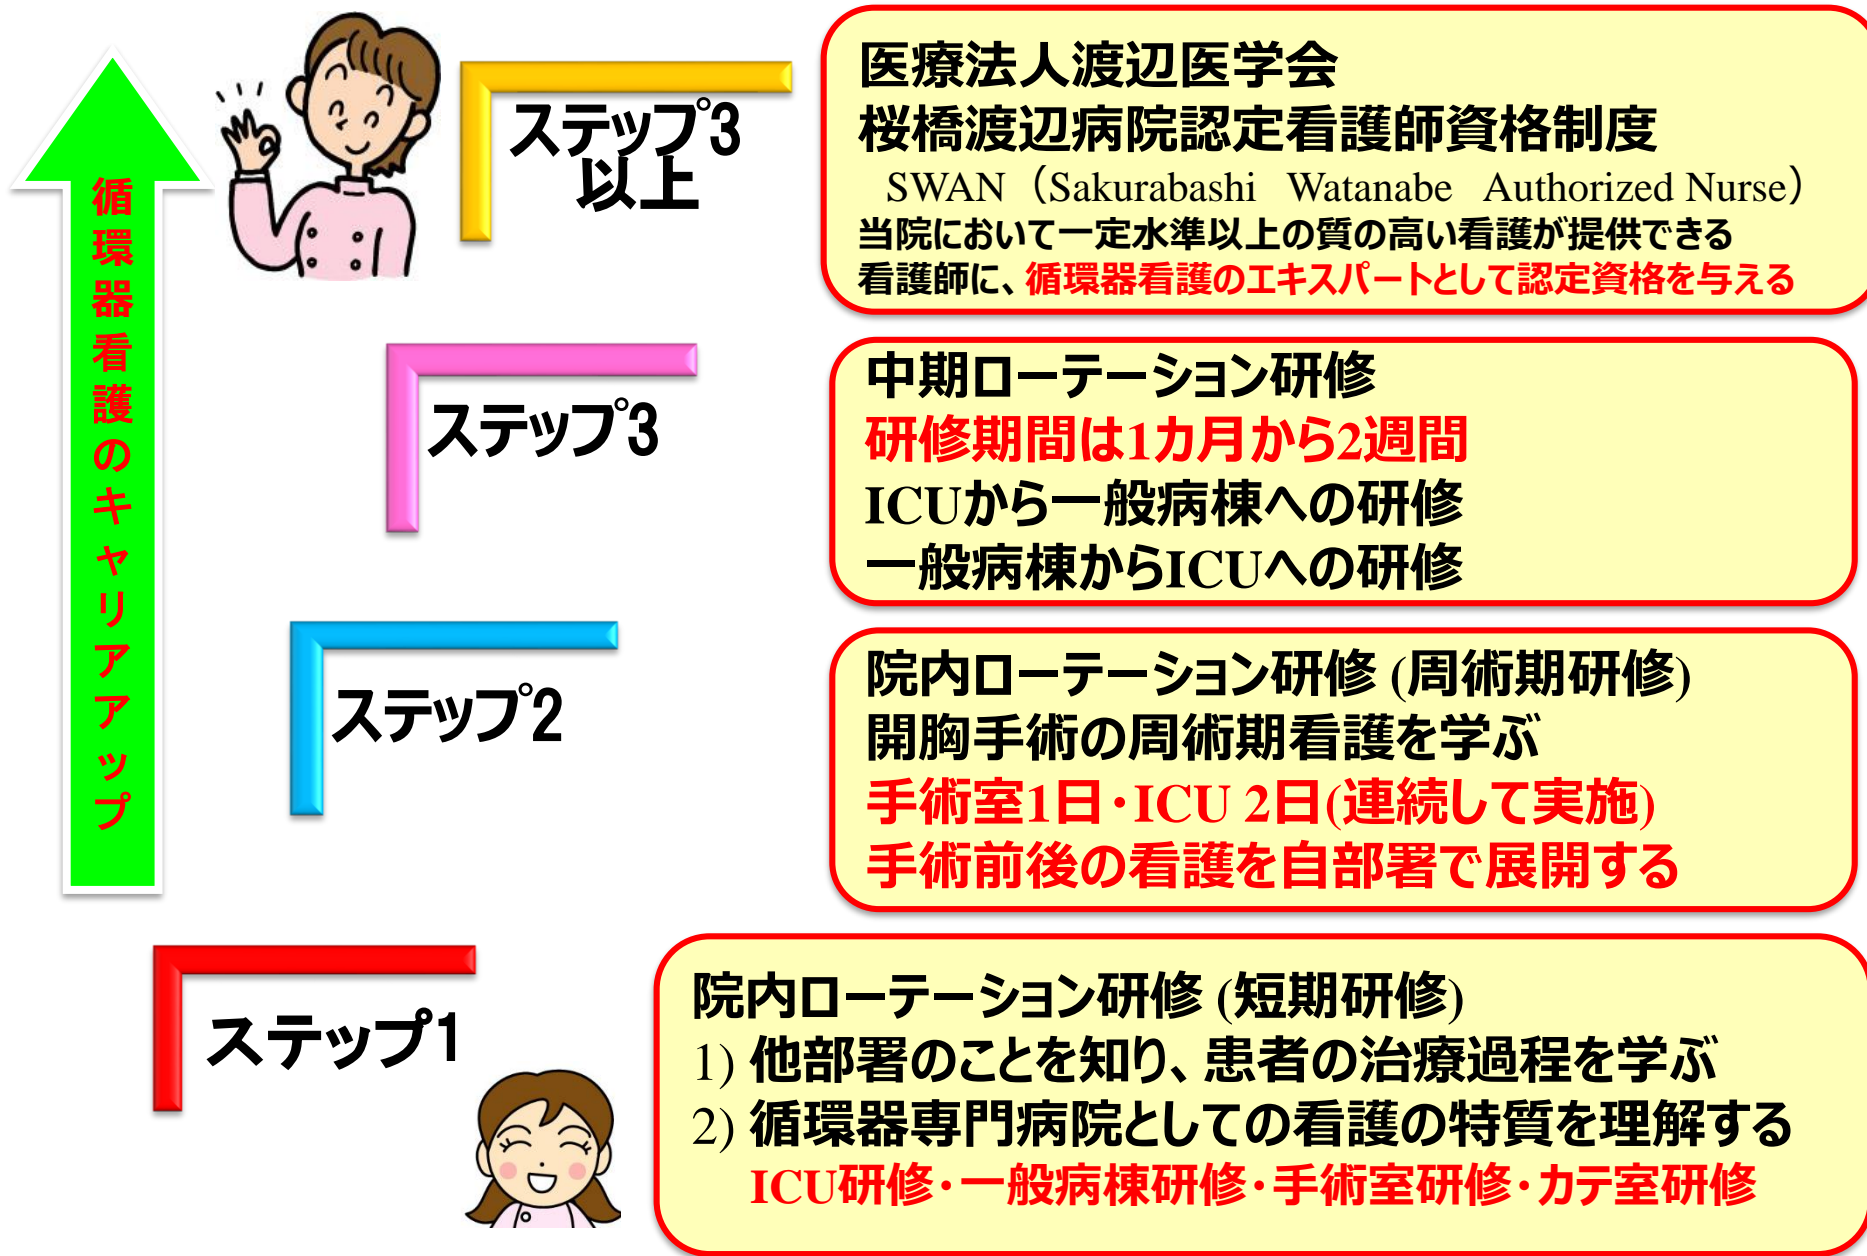 循環器看護のキャリアアップ
ステップ3
以上
医療法人渡辺医学会
桜橋渡辺病院認定看護師資格制度
SWAN（Sakurabashi Watanabe Authorized Nurse）
当院において一定水準以上の質の高い看護が提供できる
看護師に、循環器看護のエキスパートとして認定資格を与える
ステップ3
中期ローテーション研修
研修期間は1カ月から2週間
ICUから一般病棟への研修
一般病棟からICUへの研修
ステップ2
院内ローテーション研修 (周術期研修)
開胸手術の周術期看護を学ぶ
手術室1日・ICU 2日(連続して実施)
手術前後の看護を自部署で展開する
ステップ1
院内ローテーション研修 (短期研修)
1) 他部署のことを知り、患者の治療過程を学ぶ
2) 循環器専門病院としての看護の特質を理解する
ICU研修・一般病棟研修・手術室研修・カテ室研修